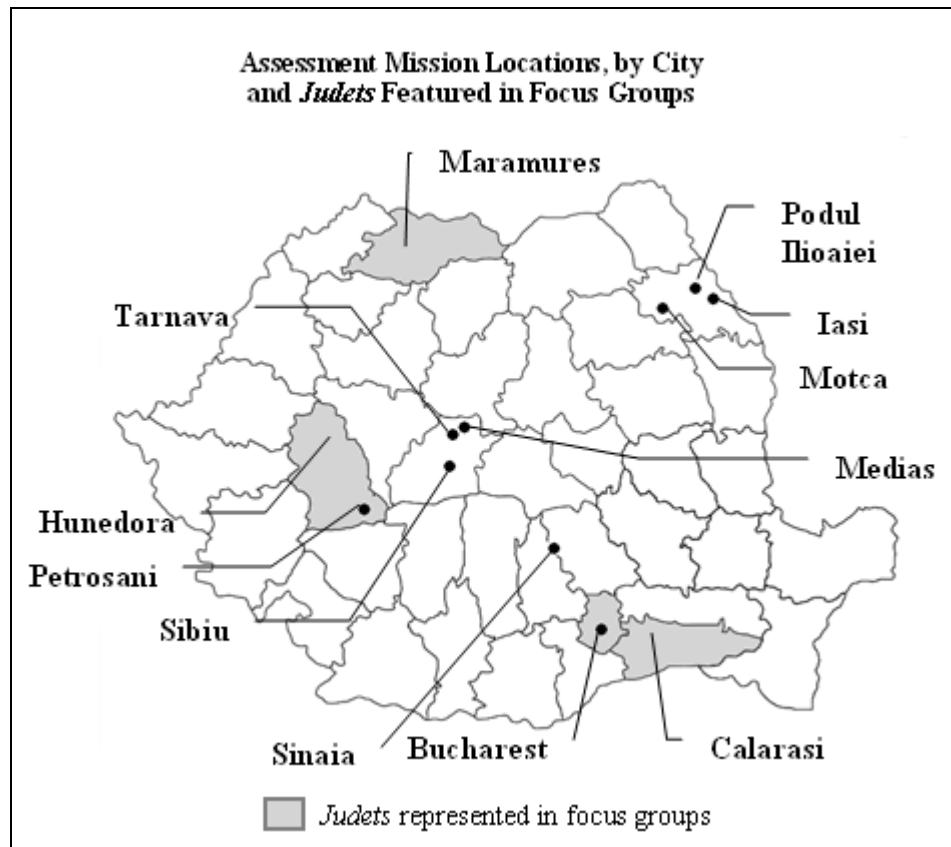 Assessment Mission Locations, by City
and Judets Featured in Focus Groups
Maramures
Podul
Ilioaiei
Tarnava
Iasi
Motca
Medias
Hunedora
Petrosani
Sibiu
Sinaia
Bucharest
Calarasi
Judets represented in focus groups